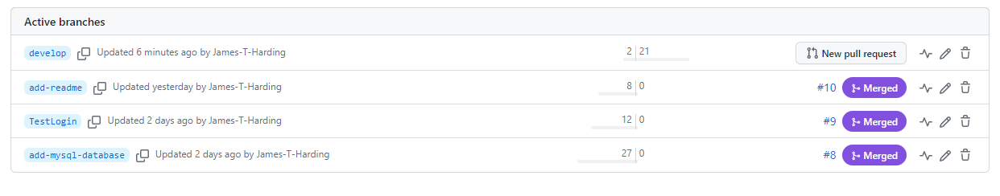 Active branches
develop Updated 6 minutes ago by James-T-Harding 2 21 New pull request
add-readme Updated yesterday by James-T-Harding 8 0 #10 Merged
TestLogin Updated 2 days ago by James-T-Harding 12 0 #9 Merged
add-mysql-database Updated 2 days ago by James-T-Harding 27 0 #8 Merged